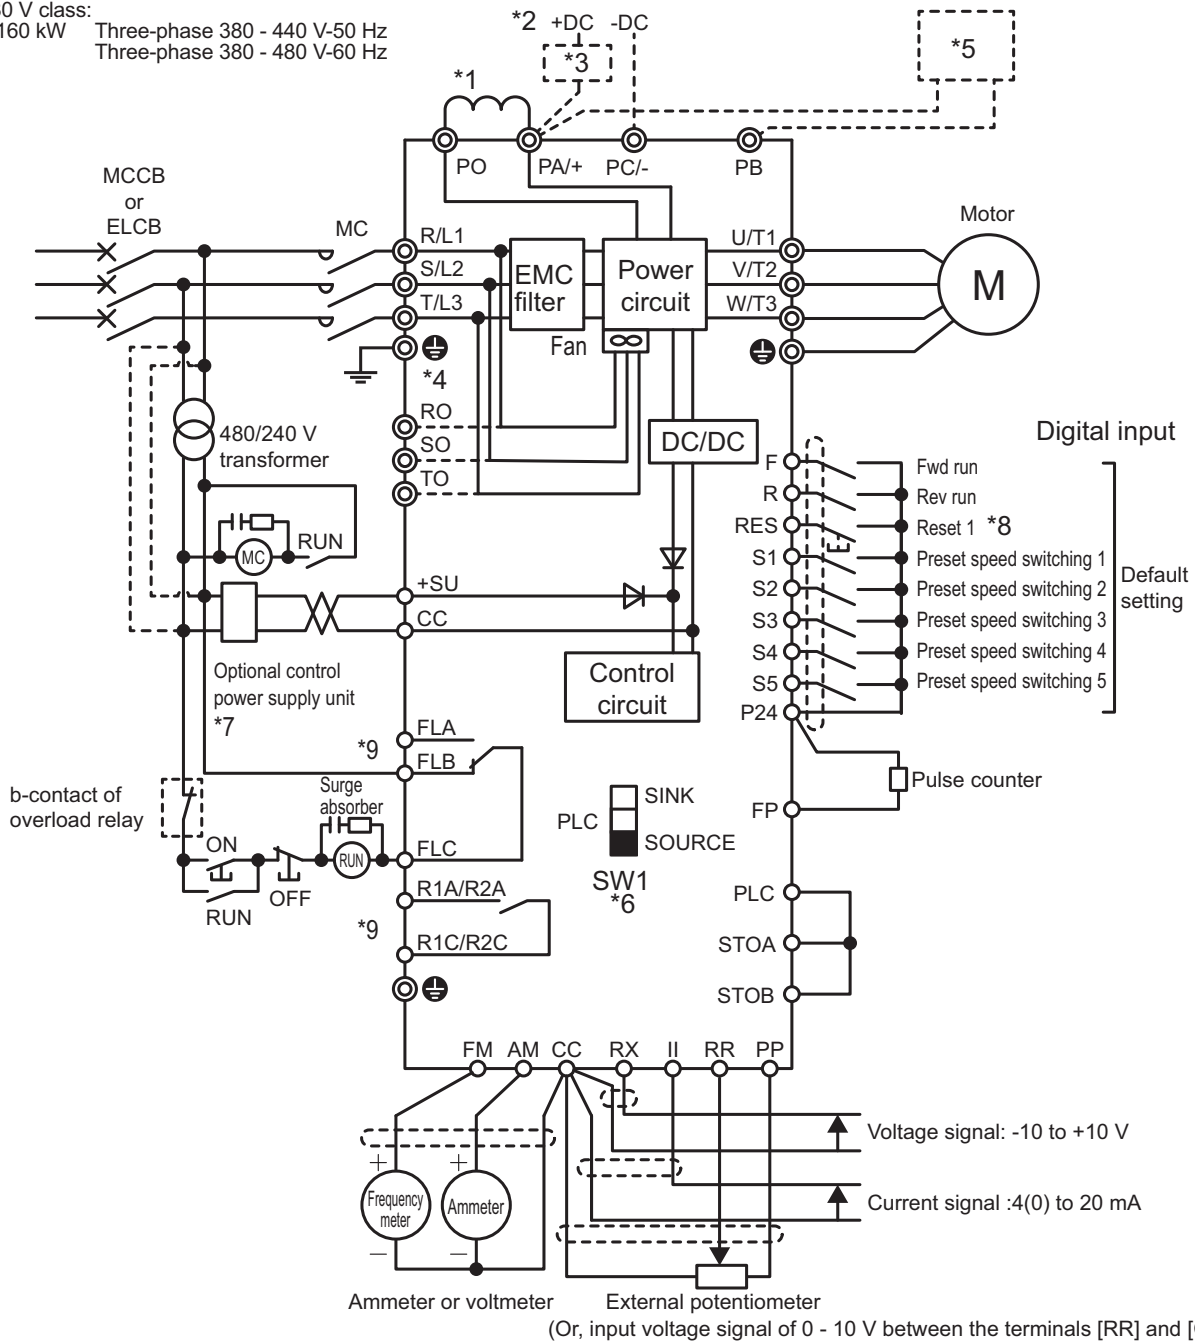 0 V class:
160 kW Three-phase 380 - 440 V-50 Hz
Three-phase 380 - 480 V-60 Hz
*2 +DC -DC
*3
*5
*1
PO PA/+ PC/- PB
MCCB
or
ELCB
MC
R/L1
S/L2
T/L3
EMC
filter
Power
circuit
Fan
U/T1
V/T2
W/T3
Motor
M
*4
RO
SO
TO
480/240 V
transformer
DC/DC
MC
RUN
+SU
CC
Optional control
power supply unit
*7
Control
circuit
Digital input
F Fwd run
R Rev run
RES Reset 1 *8
S1 Preset speed switching 1
S2 Preset speed switching 2
S3 Preset speed switching 3
S4 Preset speed switching 4
S5 Preset speed switching 5
P24
Default
setting
*9
FLA
FLB
FLC
b-contact of
overload relay
Surge
absorber
ON
OFF
RUN
RUN
PLC
SINK
SOURCE
SW1
*6
FP
Pulse counter
*9
R1A/R2A
R1C/R2C
PLC
STOA
STOB
FM AM CC RX II RR PP
Voltage signal: -10 to +10 V
Current signal :4(0) to 20 mA
+
Frequency
meter
−
+
Ammeter
−
Ammeter or voltmeter
External potentiometer
(Or, input voltage signal of 0 - 10 V between the terminals [RR] and [